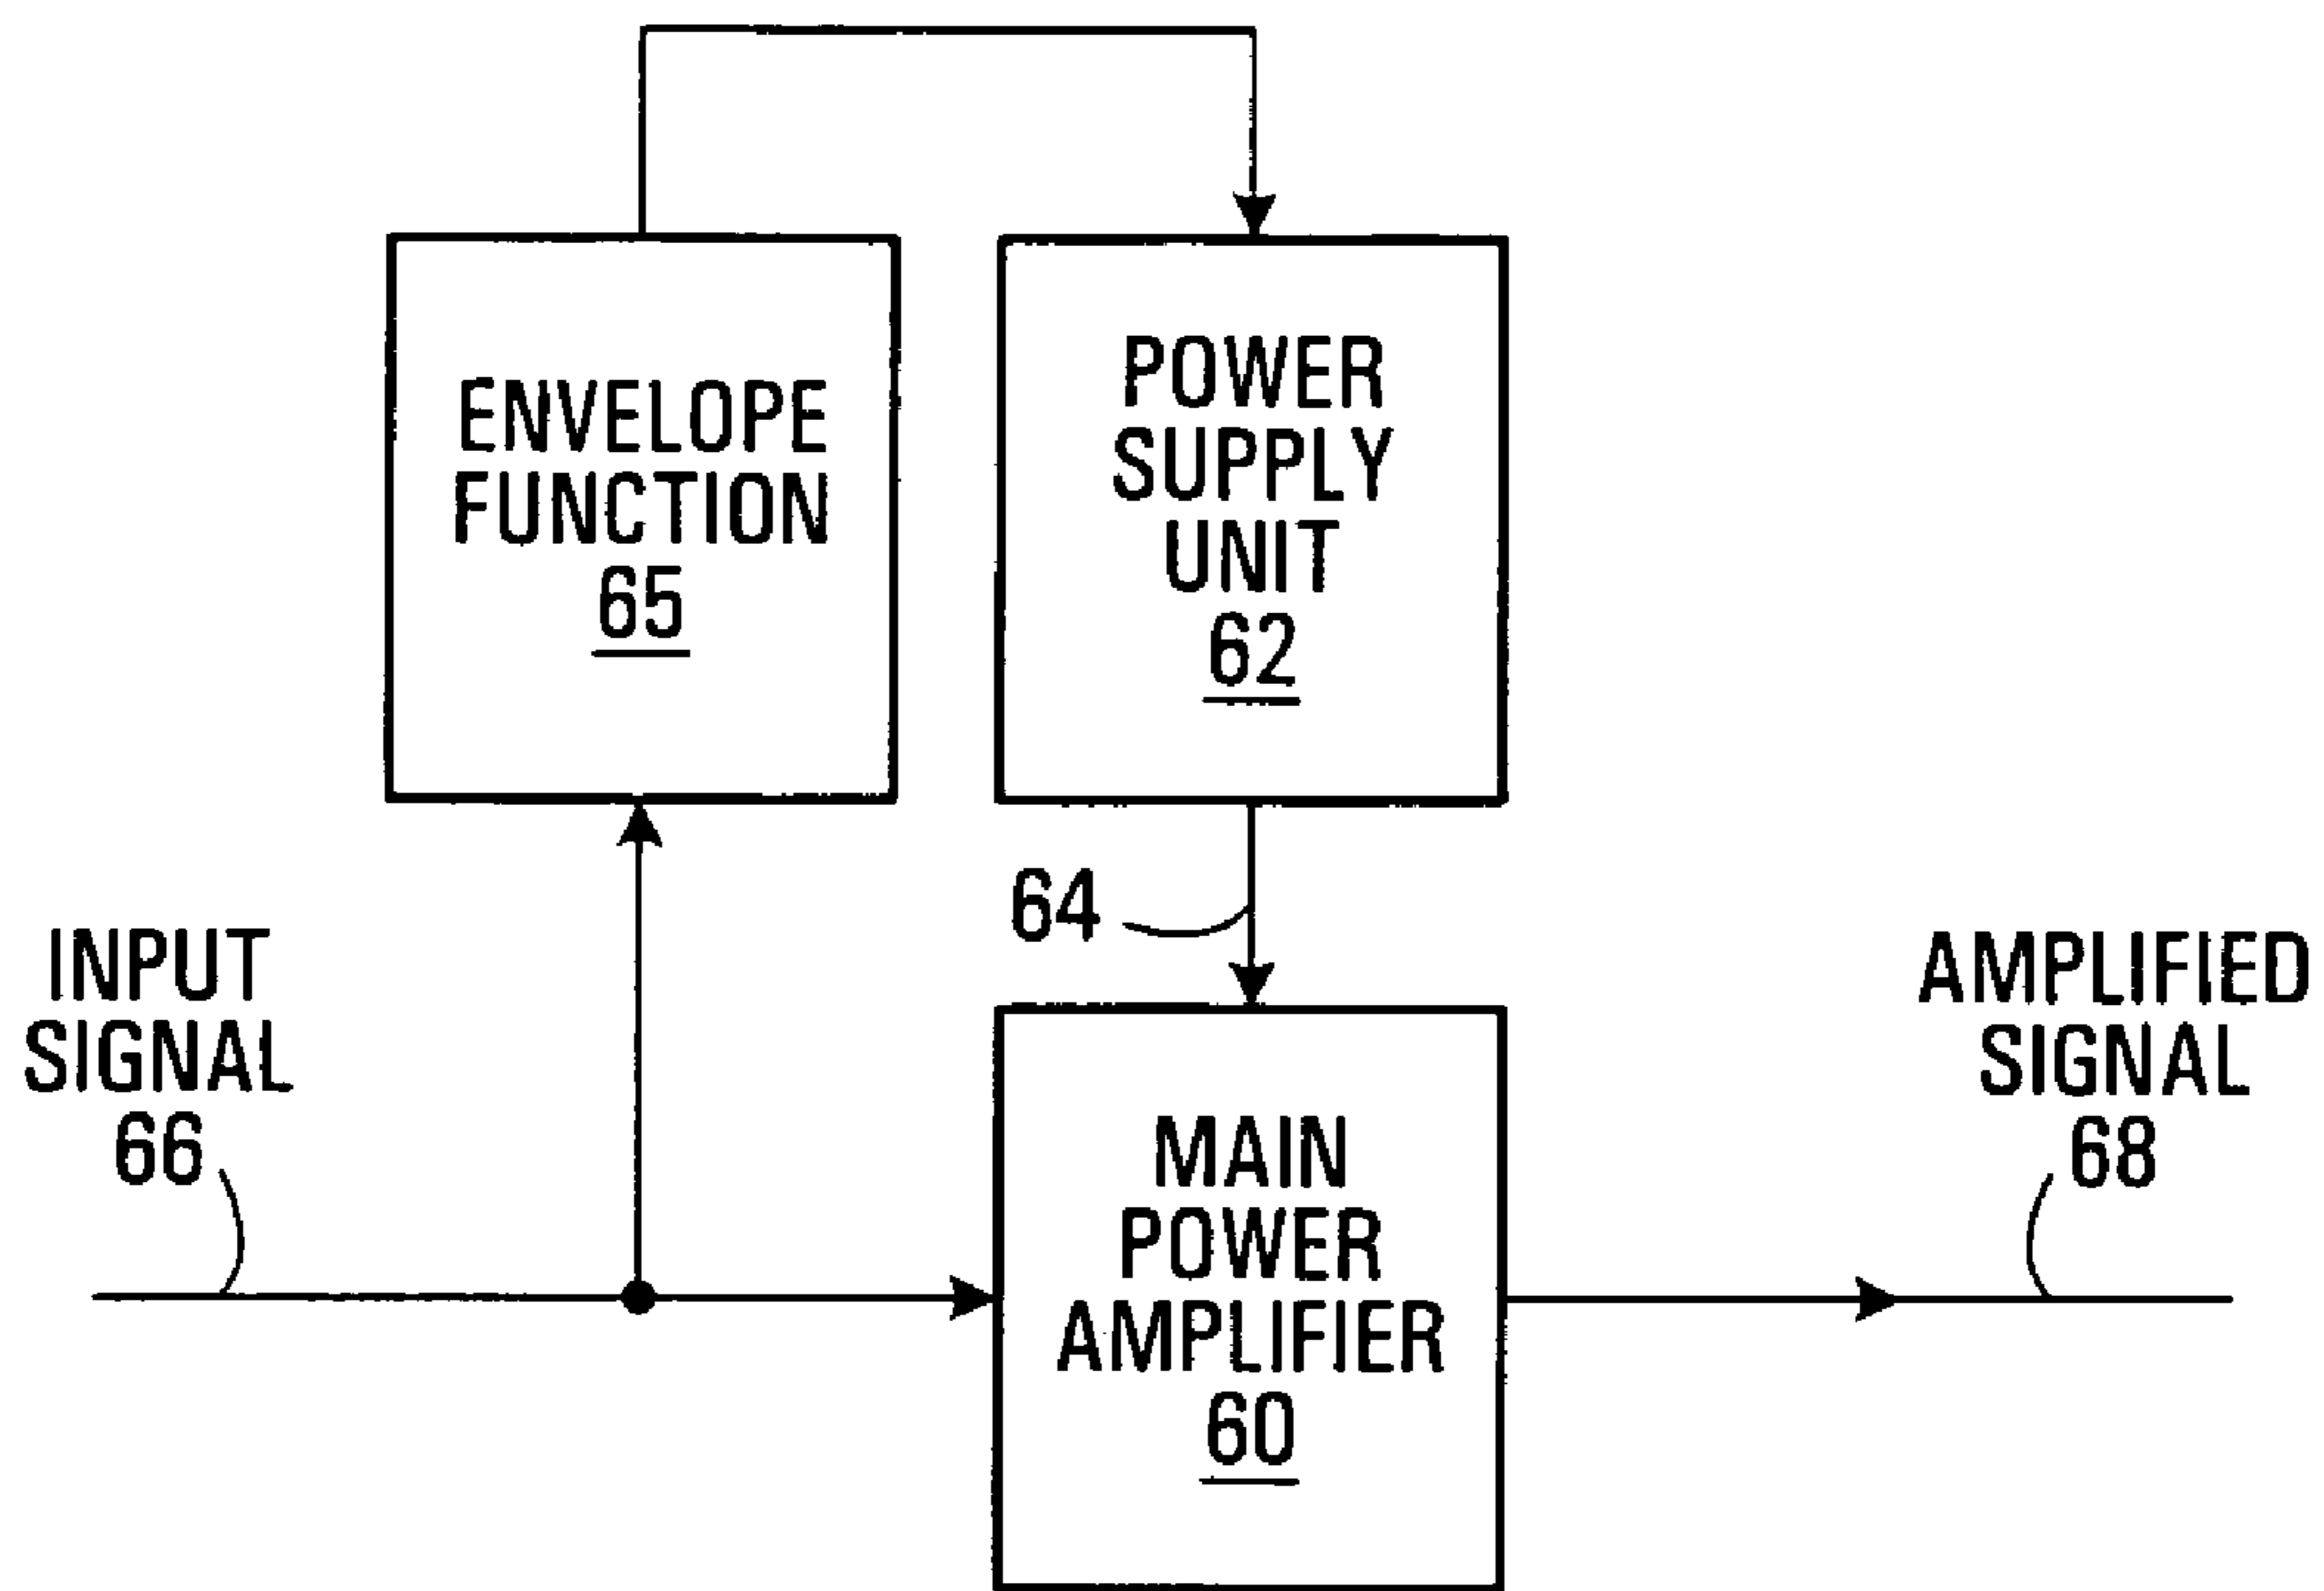 ENVELOPE
FUNCTION
65
POWER
SUPPLY
UNIT
62
64
INPUT
SIGNAL
66
MAIN
POWER
AMPLIFIER
60
AMPLIFIED
SIGNAL
68